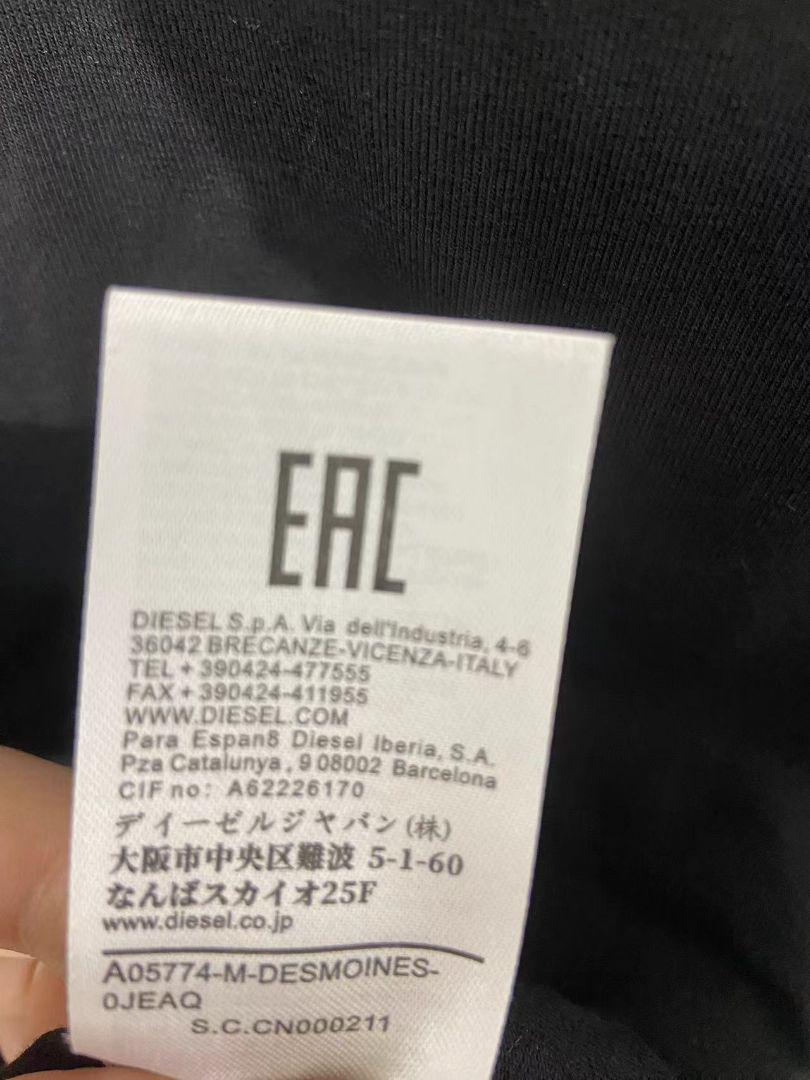 EAC
DIESEL S.p.A. Via dell'Industria, 4-6
36042 BRECANZE-VICENZA-ITALY
TEL + 390424-477555
FAX + 390424-411955
WWW.DIESEL.COM
Para Espan8 Diesel Iberia, S.A.
Pza Catalunya , 9 08002 Barcelona
CIF no: A62226170
デイーゼルジヤバン(株)
大阪市中央区難波 5-1-60
なんばスカイオ25F
www.diesel.co.jp
A05774-M-DESMOINES-
0JEAQ
S.C.CN000211